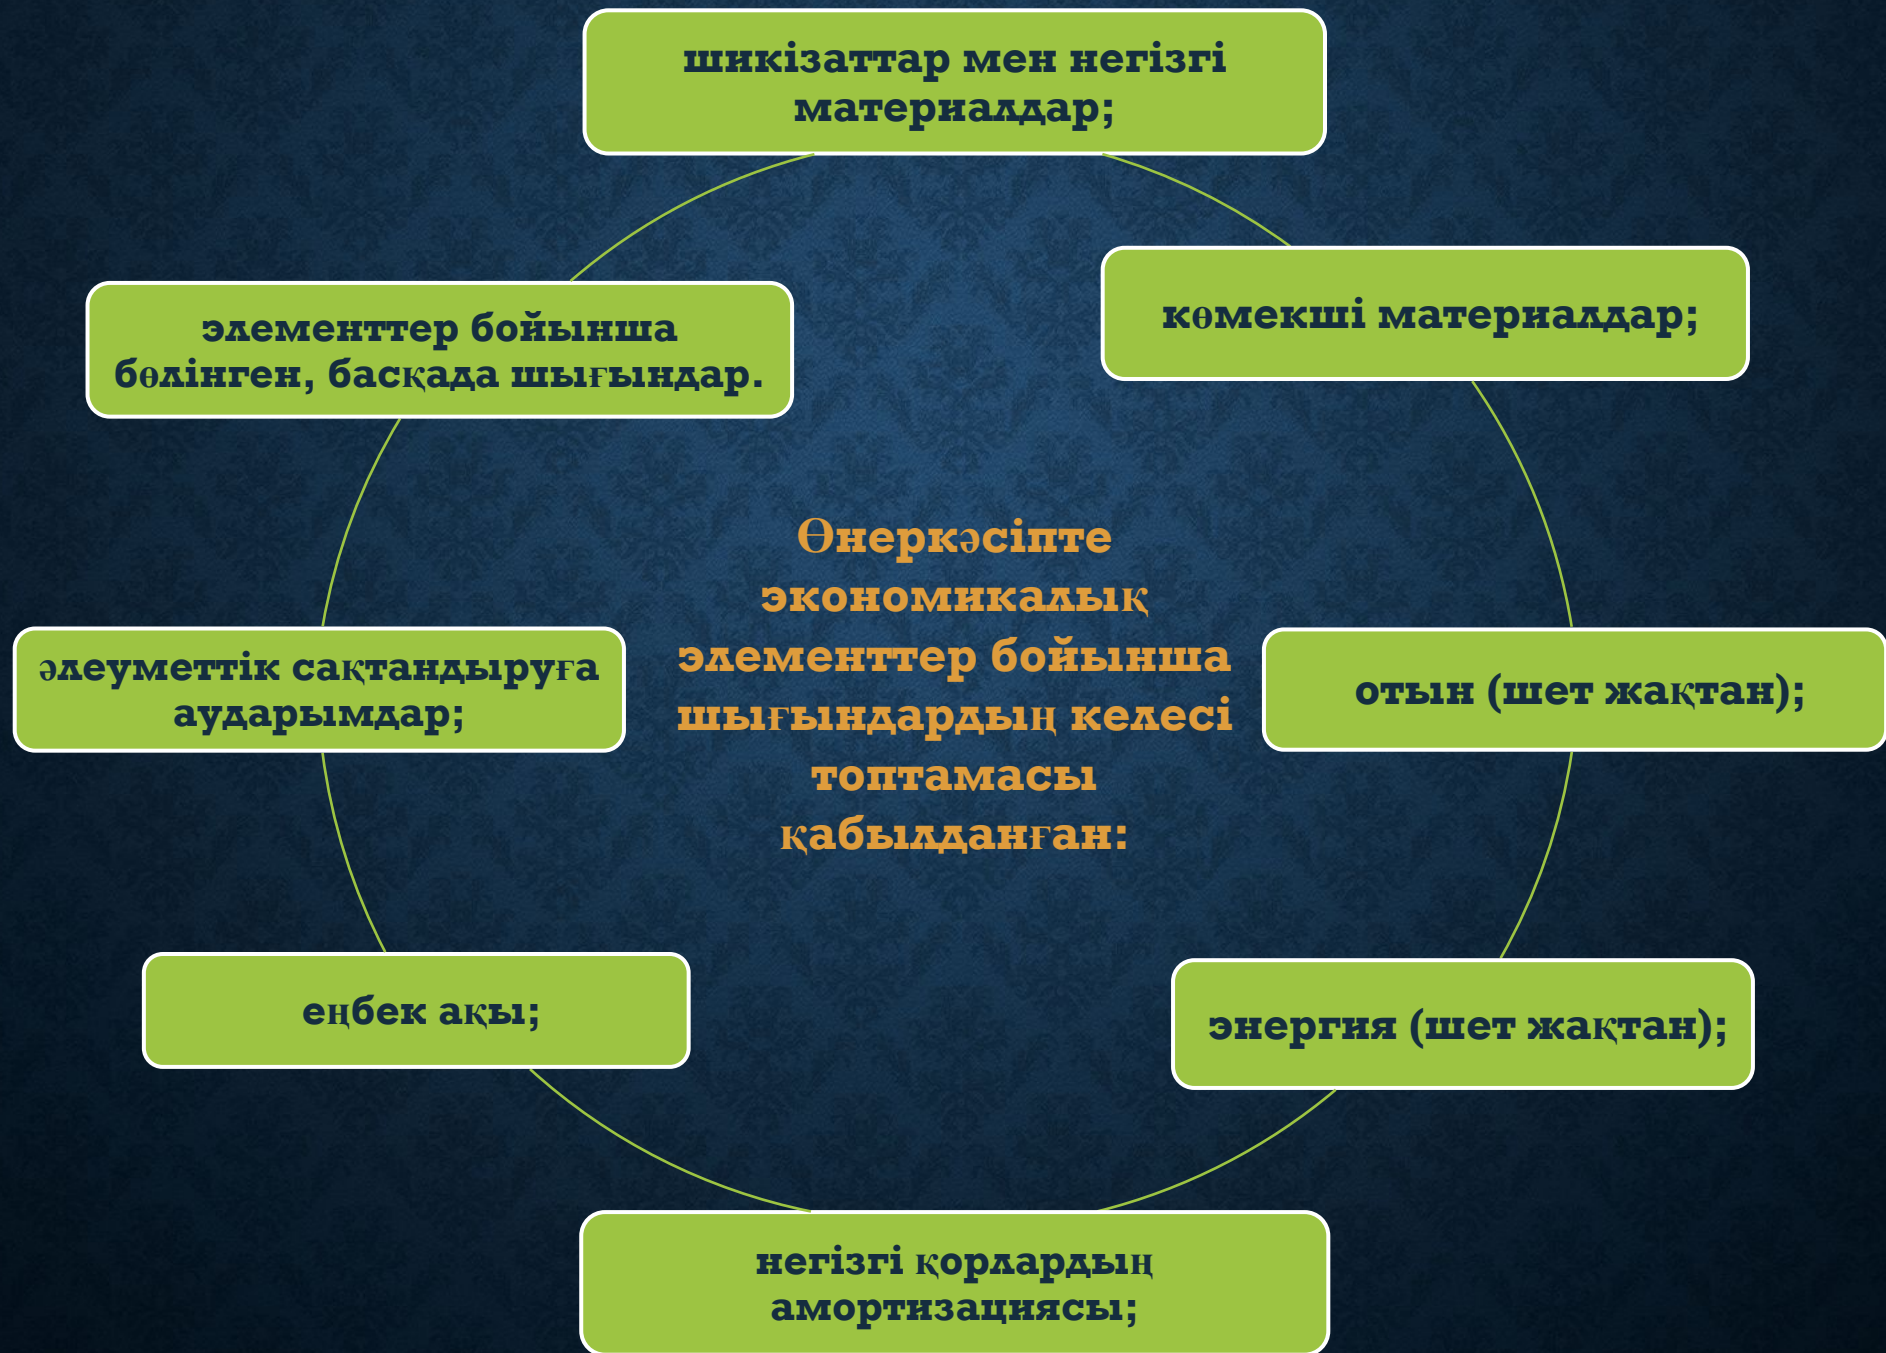 шикізаттар мен негізгі
материалдар;
көмекші материалдар;
отын (шет жақтан);
энергия (шет жақтан);
негізгі қорлардың
амортизациясы;
еңбек ақы;
әлеуметтік сақтандыруға
аударымдар;
элементтер бойынша
бөлінген, басқада шығындар.
Өнеркәсіпте
экономикалық
элементтер бойынша
шығындардың келесі
топтамасы
қабылданған: